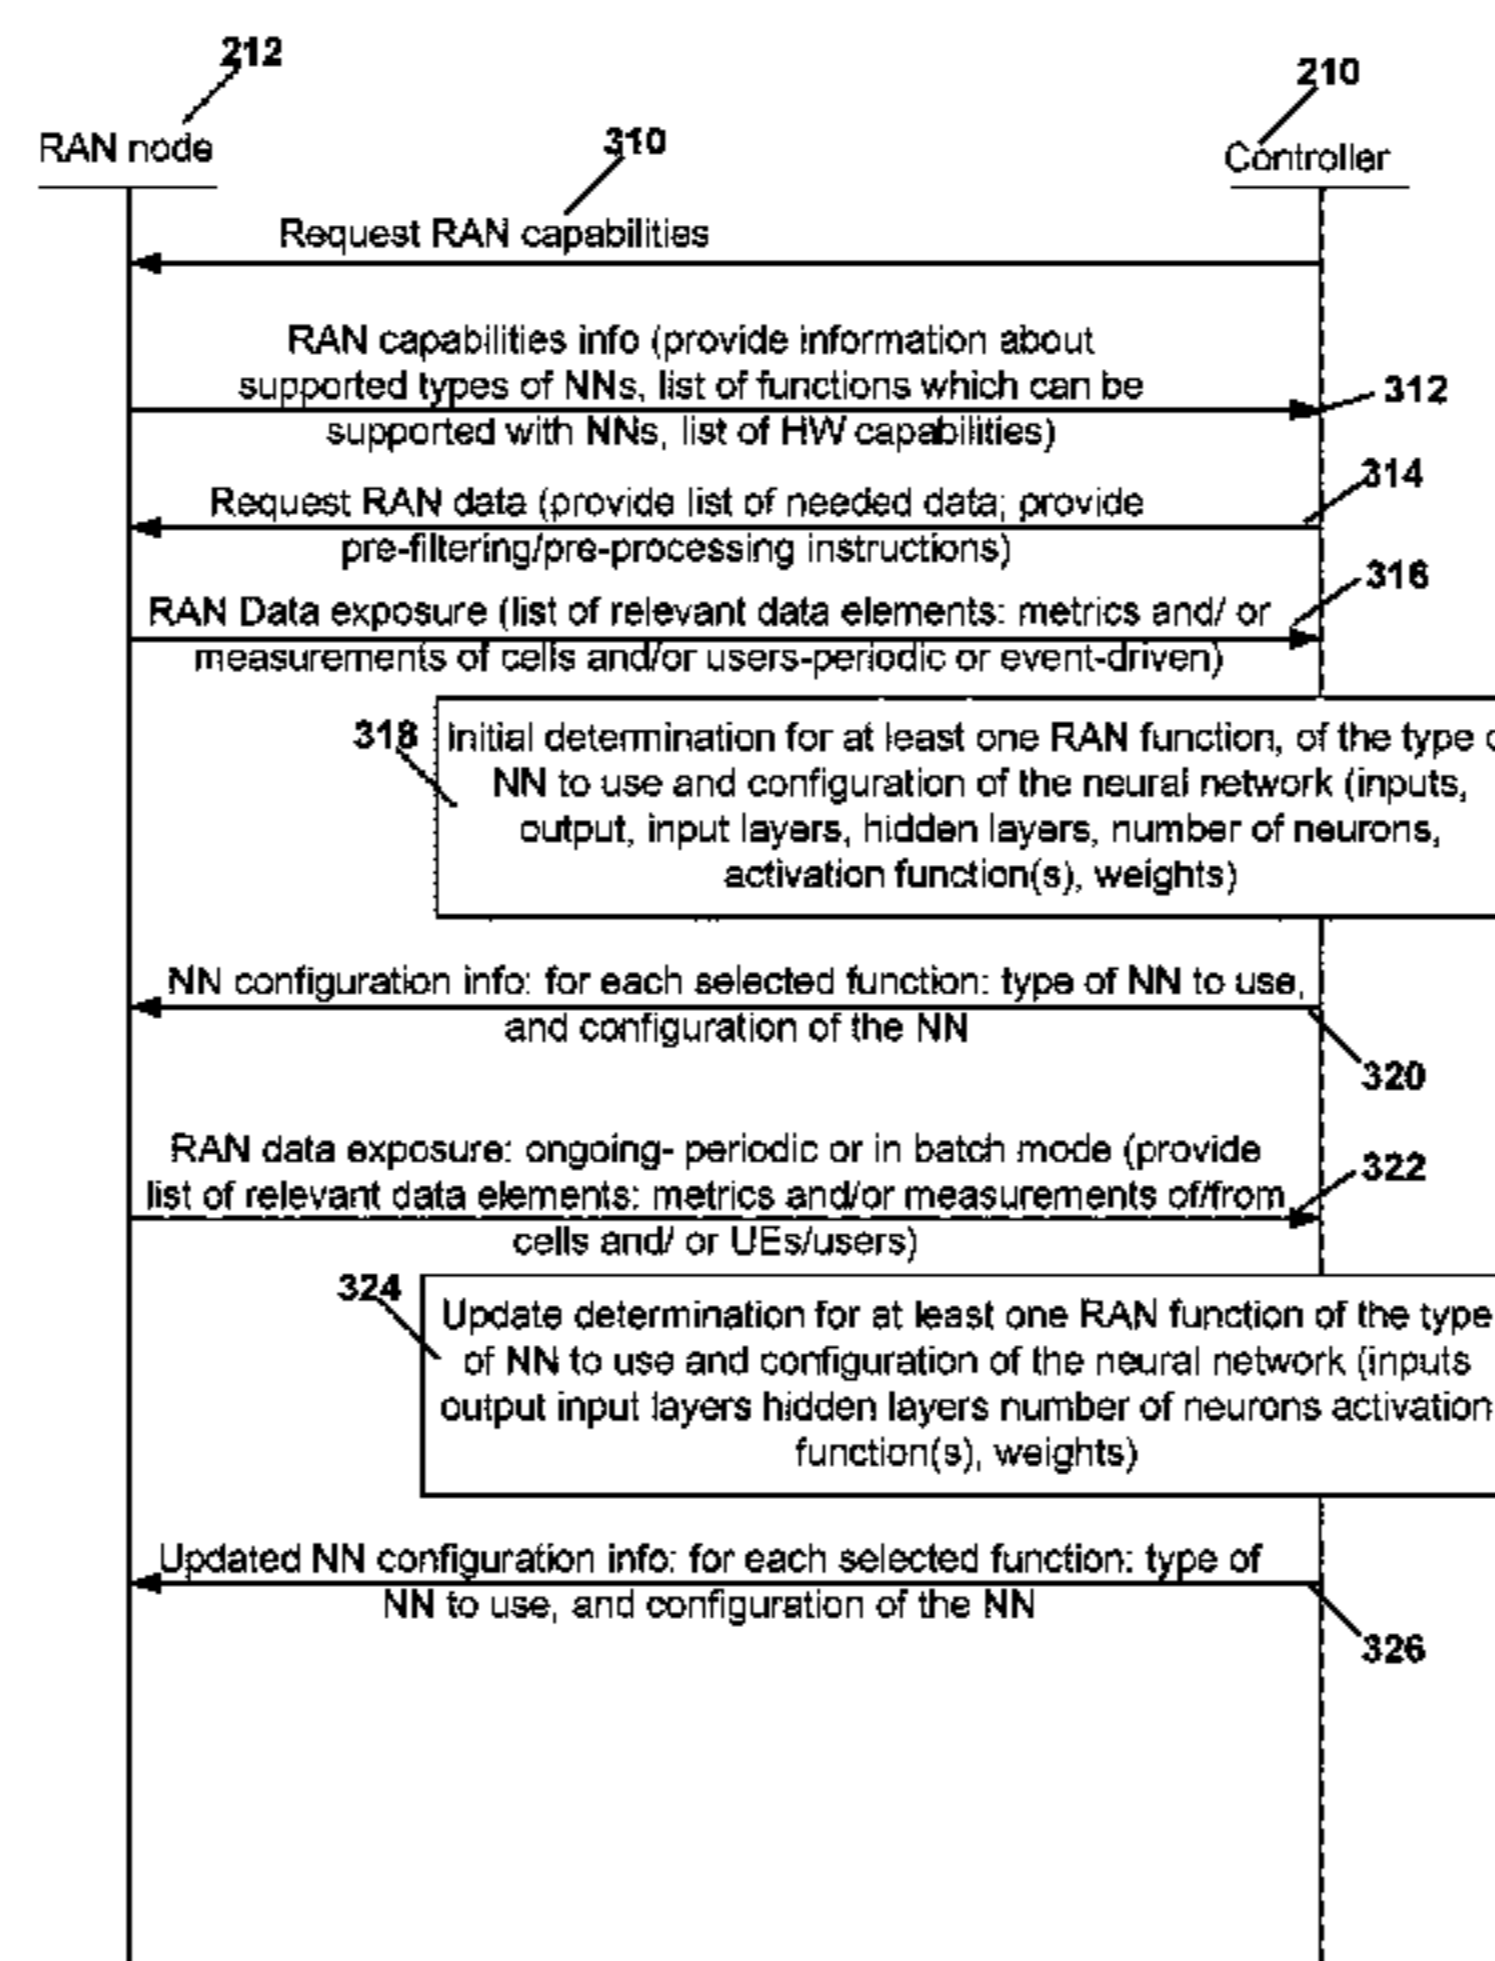 212
210
RAN node
310
Controller
Request RAN capabilities
RAN capabilities info (provide information about
supported types of NNs, list of functions which can be
312
supported with NNs, list of HW capabilities)
314
Request RAN data (provide list of needed data; provide
pre-filtering/pre-processing instructions)
316
RAN Data exposure (list of relevant data elements: metrics and/ or
measurements of cells and/or users-periodic or event-driven)
318
Initial determination for at least one RAN function, of the type
NN to use and configuration of the neural network (inputs,
output, input layers, hidden layers, number of neurons,
activation function(s), weights)
NN configuration info: for each selected function: type of NN to use,
and configuration of the NN
320
RAN data exposure: ongoing- periodic or in batch mode (provide
322
list of relevant data elements: metrics and/or measurements of/from
cells and/ or UEs/users)
324
Update determination for at least one RAN function of the type
of NN to use and configuration of the neural network (inputs
output input layers hidden layers number of neurons activation
function(s), weights)
Updated NN configuration info: for each selected function: type of
NN to use, and configuration of the NN
326